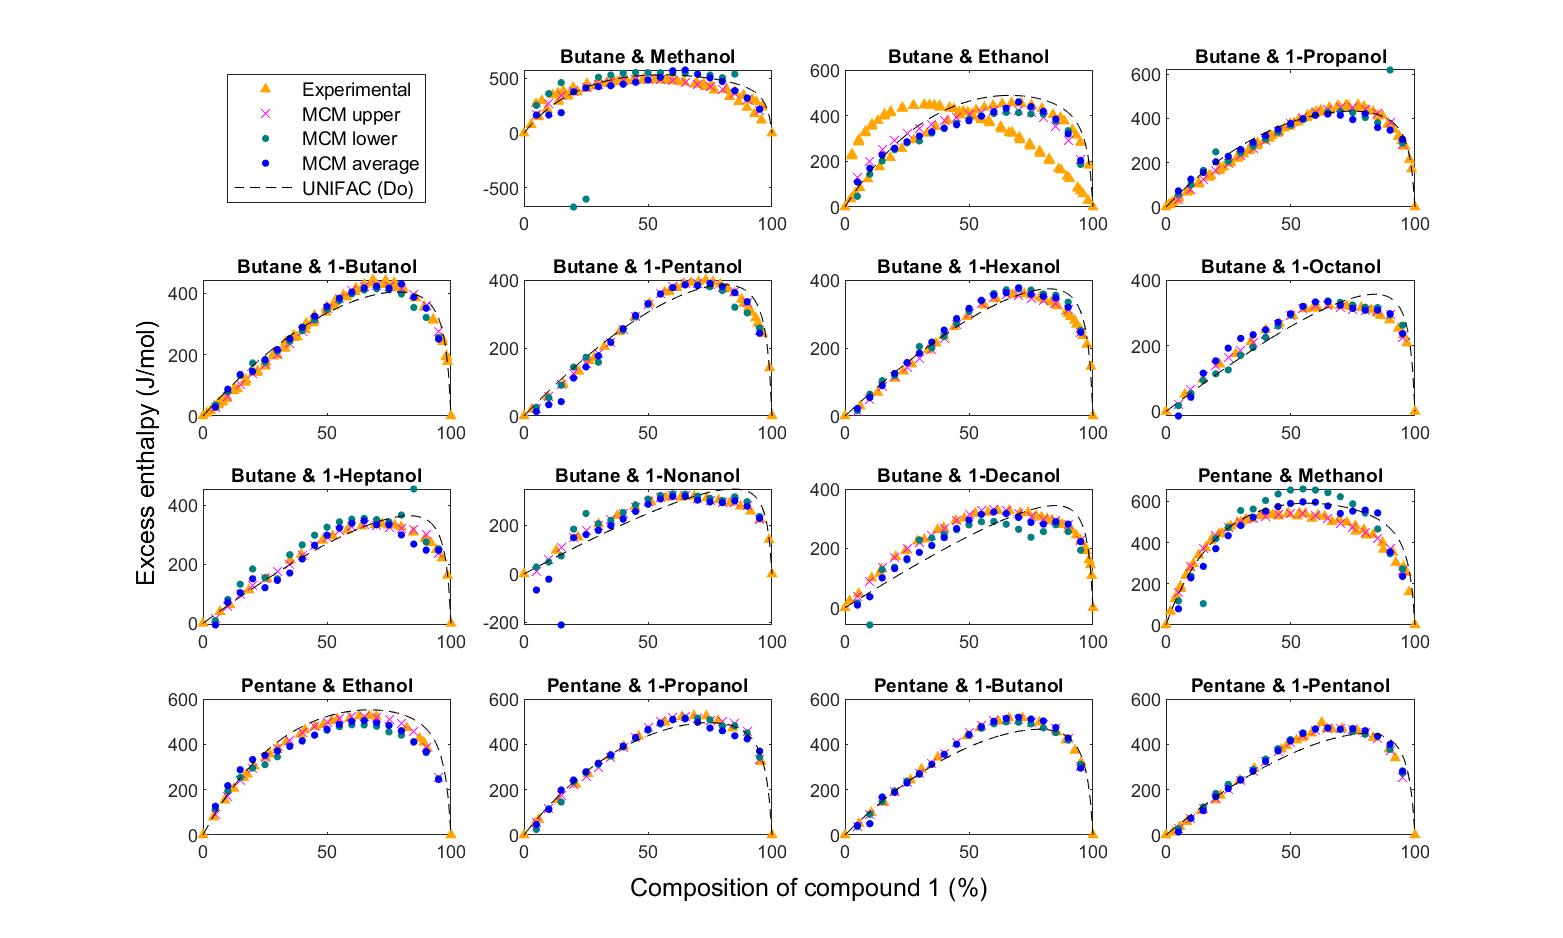 Butane & Methanol
Butane & Ethanol
Butane & 1-Propanol
Experimental
MCM upper
MCM lower
MCM average
UNIFAC (Do)
500
0
-500
0 50 100
600
400
200
0
0 50 100
600
400
200
0
0 50 100
Butane & 1-Butanol
Butane & 1-Pentanol
Butane & 1-Hexanol
Butane & 1-Octanol
400
200
0
0 50 100
400
200
0
0 50 100
400
200
0
0 50 100
400
200
0
0 50 100
Excess enthalpy (J/mol)
Butane & 1-Heptanol
Butane & 1-Nonanol
Butane & 1-Decanol
Pentane & Methanol
400
200
0
0 50 100
200
0
-200
0 50 100
400
200
0
0 50 100
600
400
200
0
0 50 100
Pentane & Ethanol
Pentane & 1-Propanol
Pentane & 1-Butanol
Pentane & 1-Pentanol
600
400
200
0
0 50 100
600
400
200
0
0 50 100
600
400
200
0
0 50 100
600
400
200
0
0 50 100
Composition of compound 1 (%)